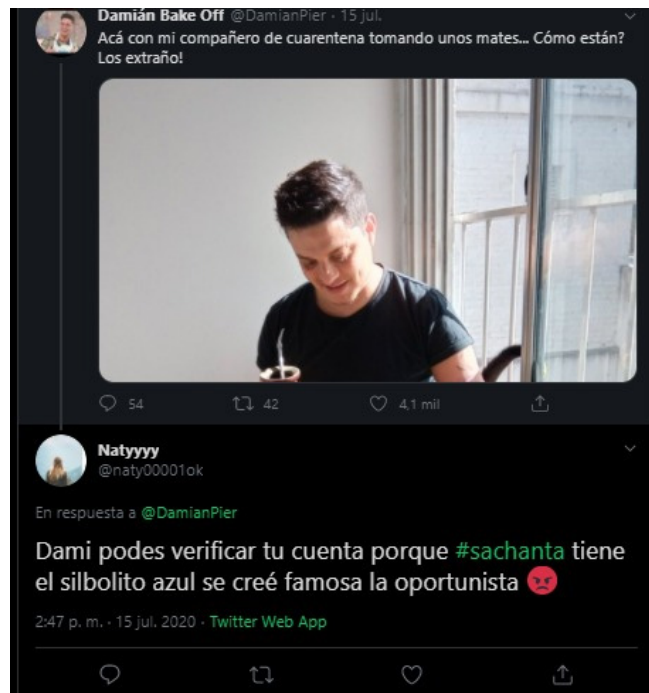 Damián Bake Off @DamianPier · 15 jul.
Acá con mi compañero de cuarentena tomando unos mates... Cómo están?
Los extraño!
54 42 4,1 mil
Natyyyy
@naty00001ok
En respuesta a @DamianPier
Dami podes verificar tu cuenta porque #sachanta tiene
el silbolito azul se creé famosa la oportunista 😡
2:47 p. m. · 15 jul. 2020 · Twitter Web App